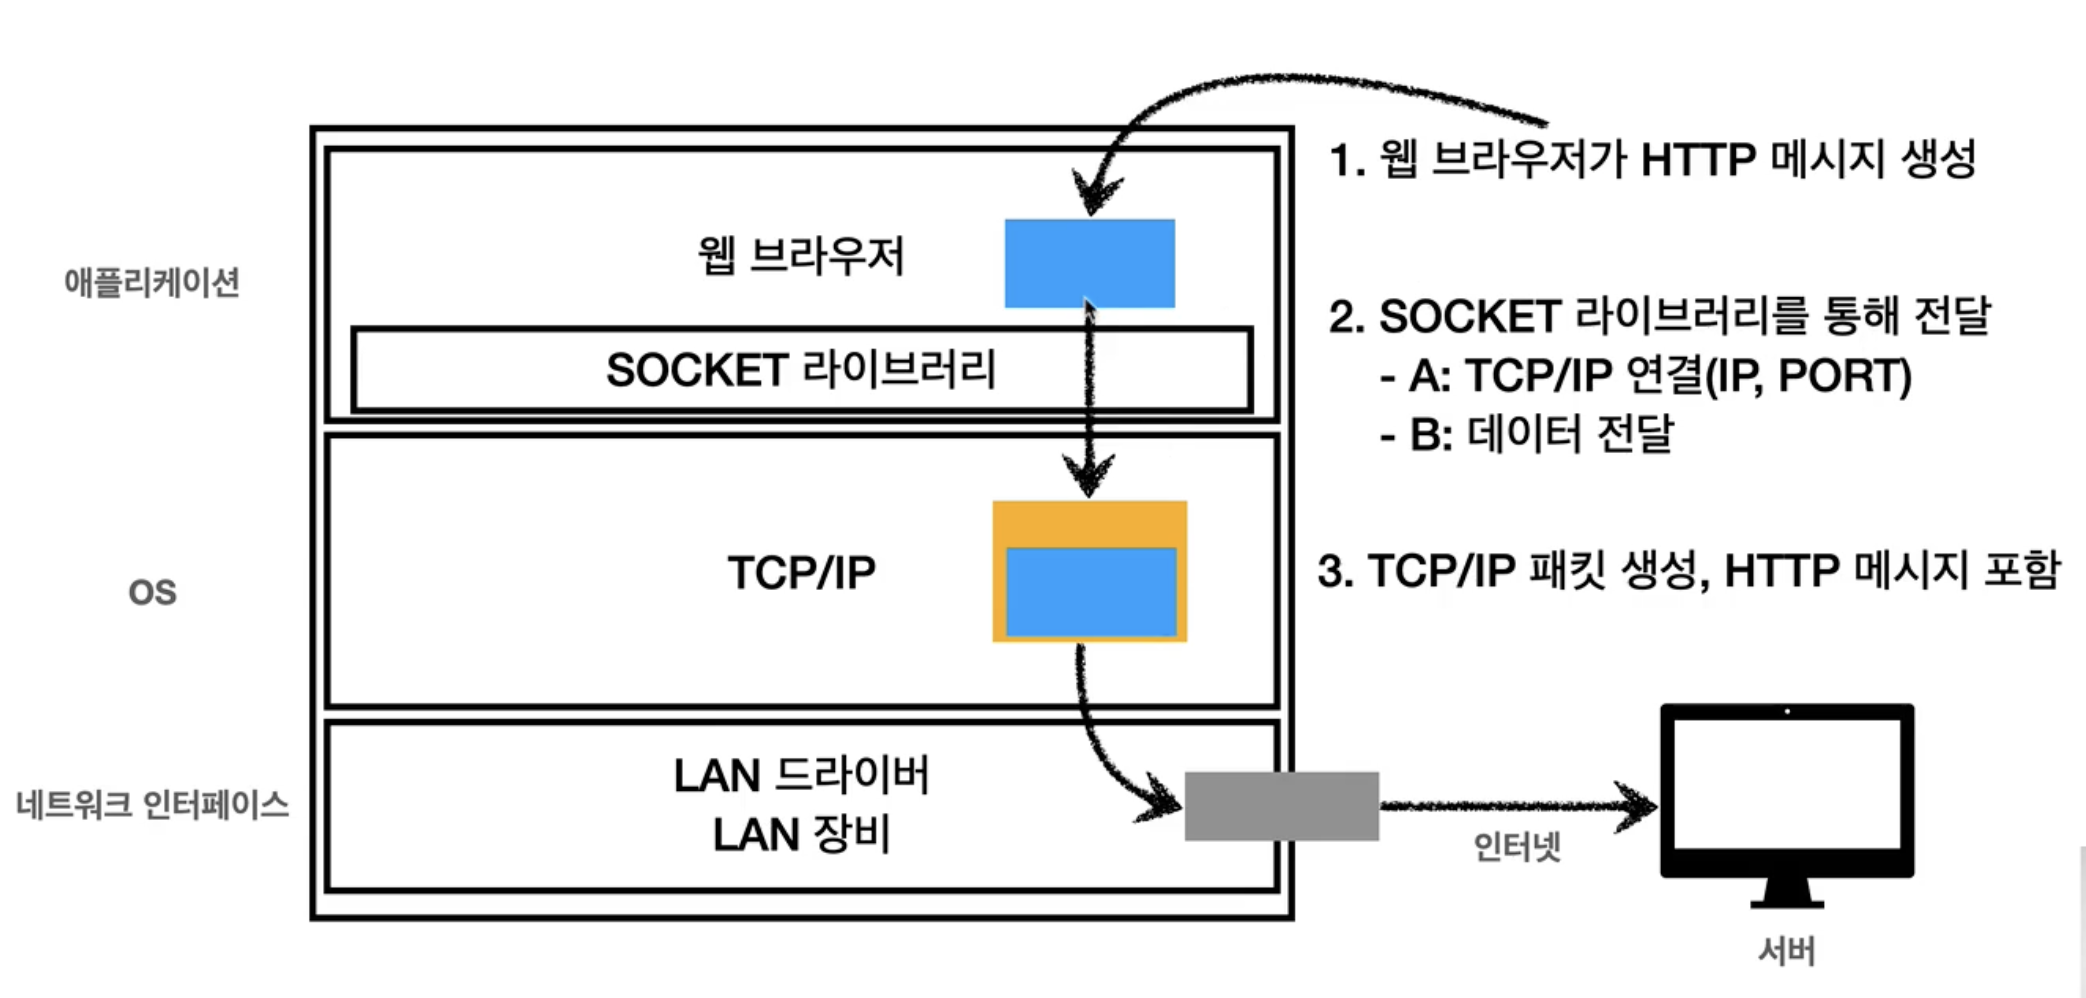 1. 웹 브라우저가 HTTP 메시지 생성
애플리케이션
웹 브라우저
SOCKET 라이브러리
2. SOCKET 라이브러리를 통해 전달
- A: TCP/IP 연결(IP, PORT)
- B: 데이터 전달
OS
TCP/IP
3. TCP/IP 패킷 생성, HTTP 메시지 포함
네트워크 인터페이스
LAN 드라이버
LAN 장비
인터넷
서버